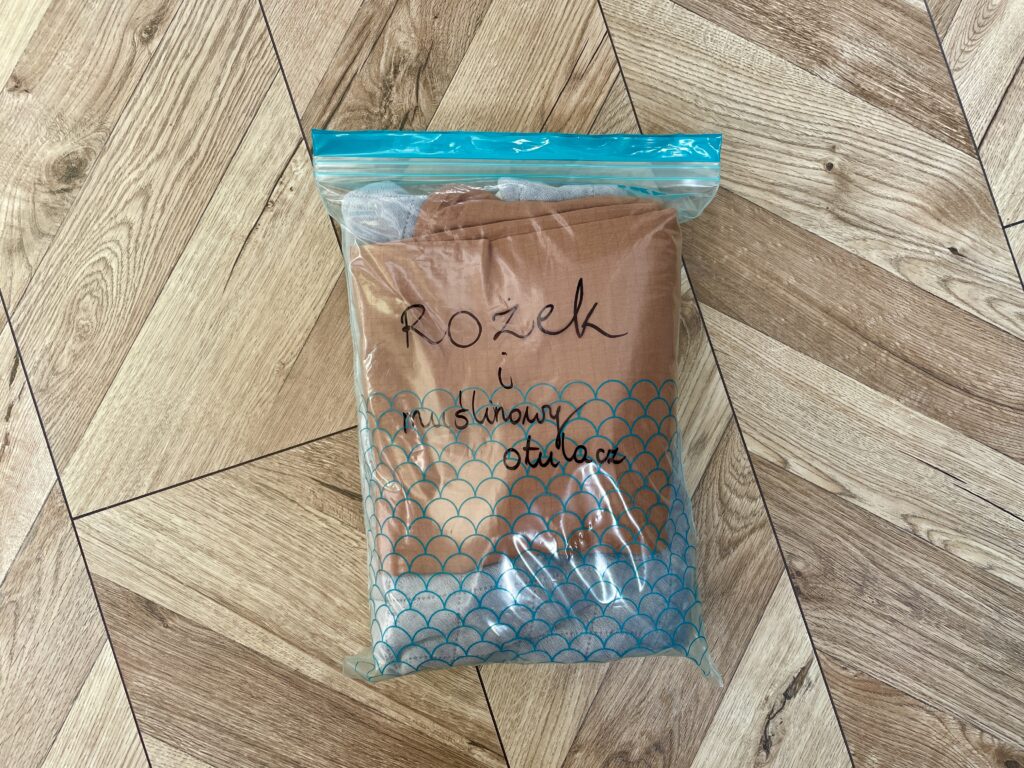 Rożek
i
muślinowy
otulacz